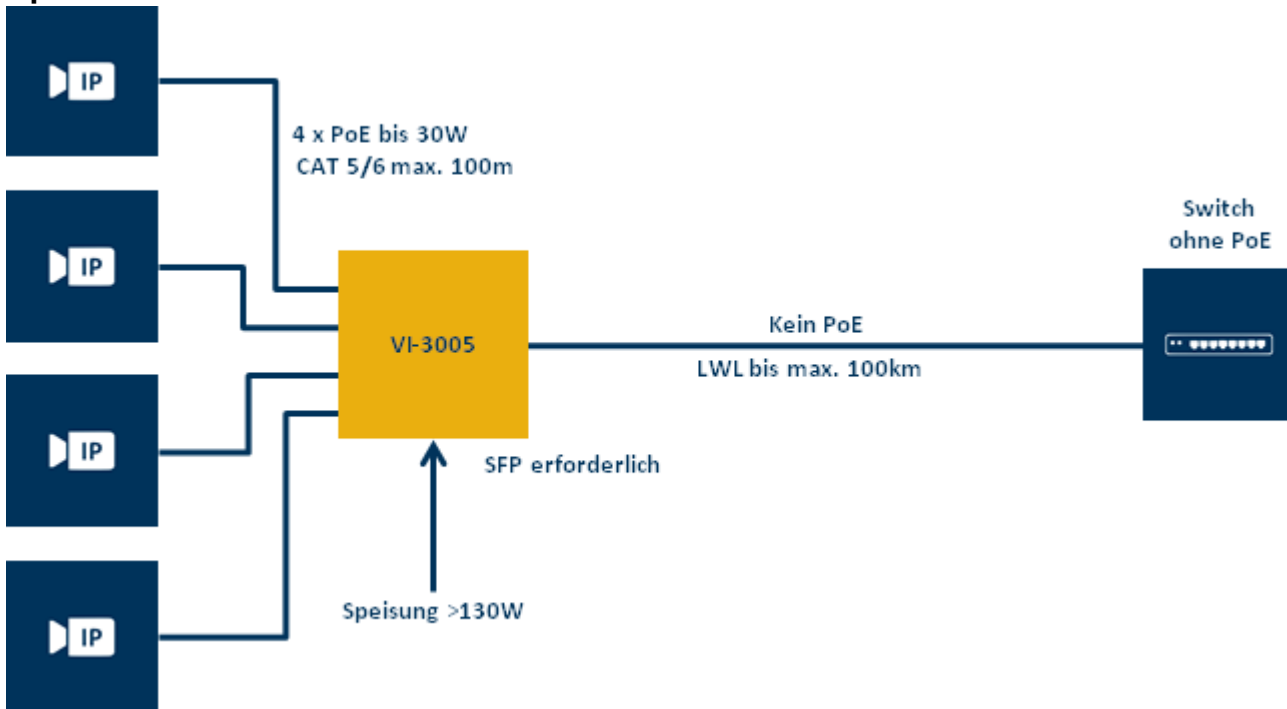 IP
4 x PoE bis 30W
CAT 5/6 max. 100m
Switch
ohne PoE
IP
VI-3005
Kein PoE
LWL bis max. 100km
IP
SFP erforderlich
Speisung >130W
IP